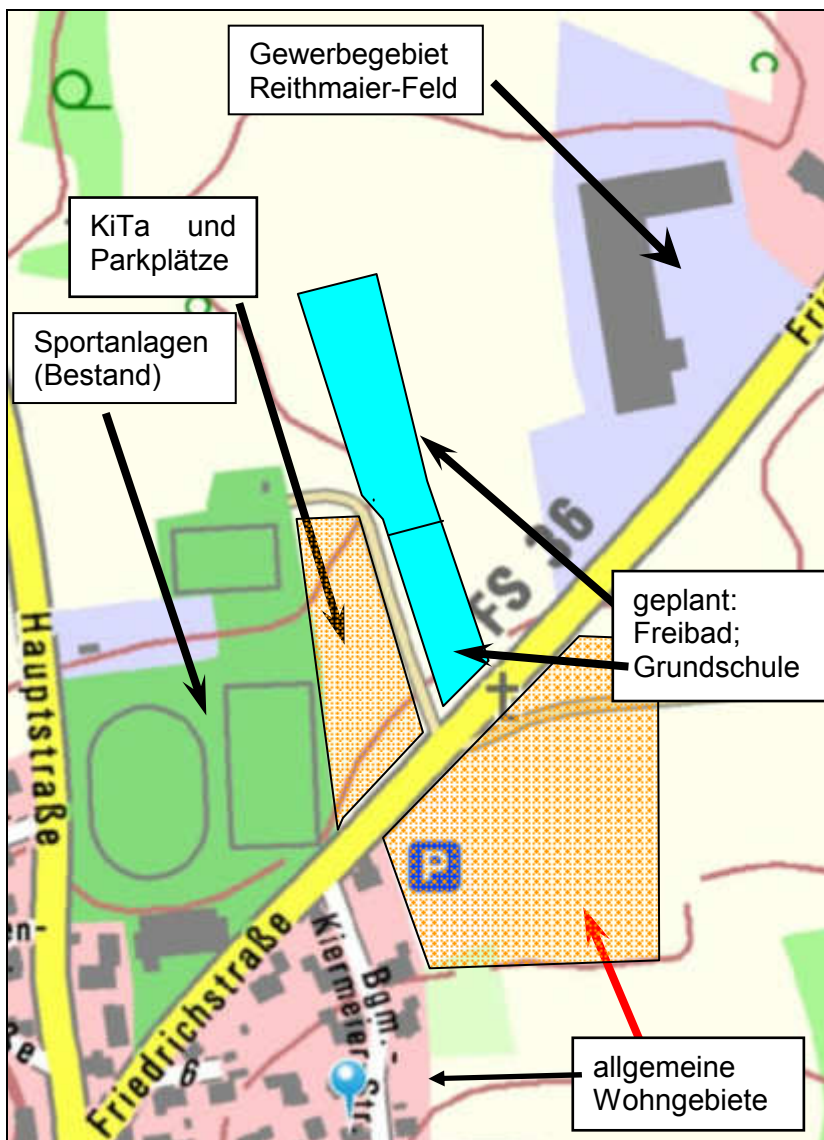 Gewerbegebiet
Reithmaier-Feld
KiTa und
Parkplätze
Sportanlagen
(Bestand)
geplant:
Freibad;
Grundschule
FS 36
Hauptstraße
P
Friedrichstraße
6
Bgm.-
Kiermeier-Str.
allgemeine
Wohngebiete